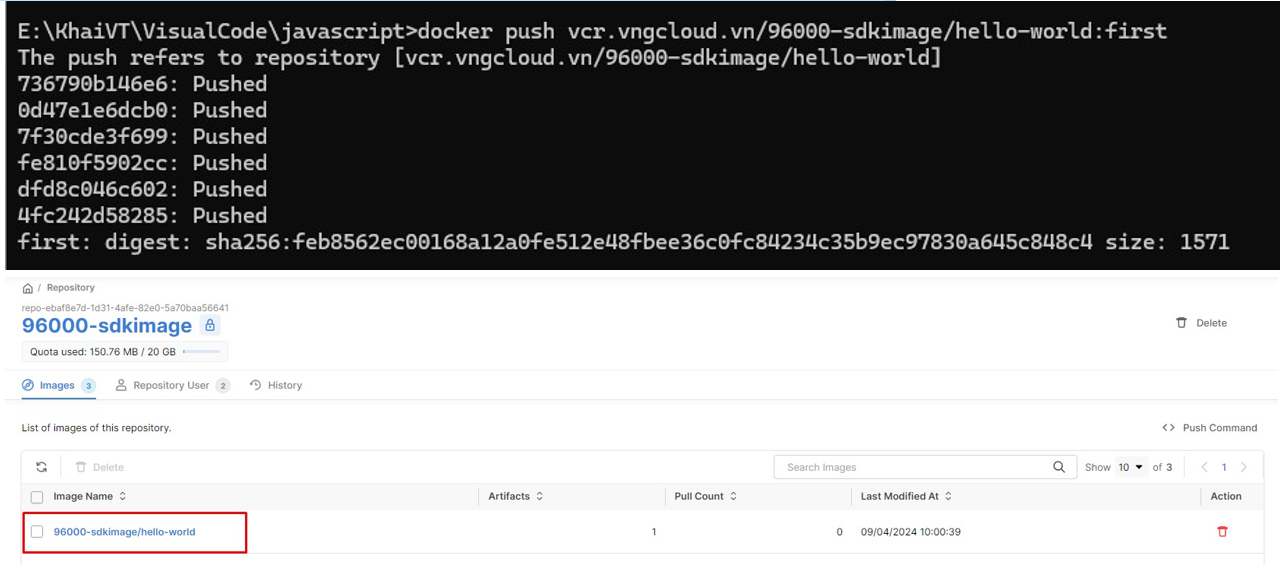 E:\KhaiVT\VisualCode\javascript>docker push vcr.vngcloud.vn/96000-sdkimage/hello-world:first
The push refers to repository [vcr.vngcloud.vn/96000-sdkimage/hello-world]
736790b146e6: Pushed
0d47e1e6dcb0: Pushed
7f30cde3f699: Pushed
fe810f5902cc: Pushed
dfd8c046c602: Pushed
4fc242d58285: Pushed
first: digest: sha256:feb8562ec00168a12a0fe512e48fbee36c0fc84234c35b9ec97830a645c848c4 size: 1571
/ Repository
repo-ebaf8e7d-1d31-4afe-82e0-5a70baa56641
96000-sdkimage
Delete
Quota used: 150.76 MB / 20 GB
Images 3 Repository User 2 History
List of images of this repository.
<> Push Command
Delete Search Images Show 10 of 3 < 1 >
Image Name Artifacts Pull Count Last Modified At Action
96000-sdkimage/hello-world 1 0 09/04/2024 10:00:39